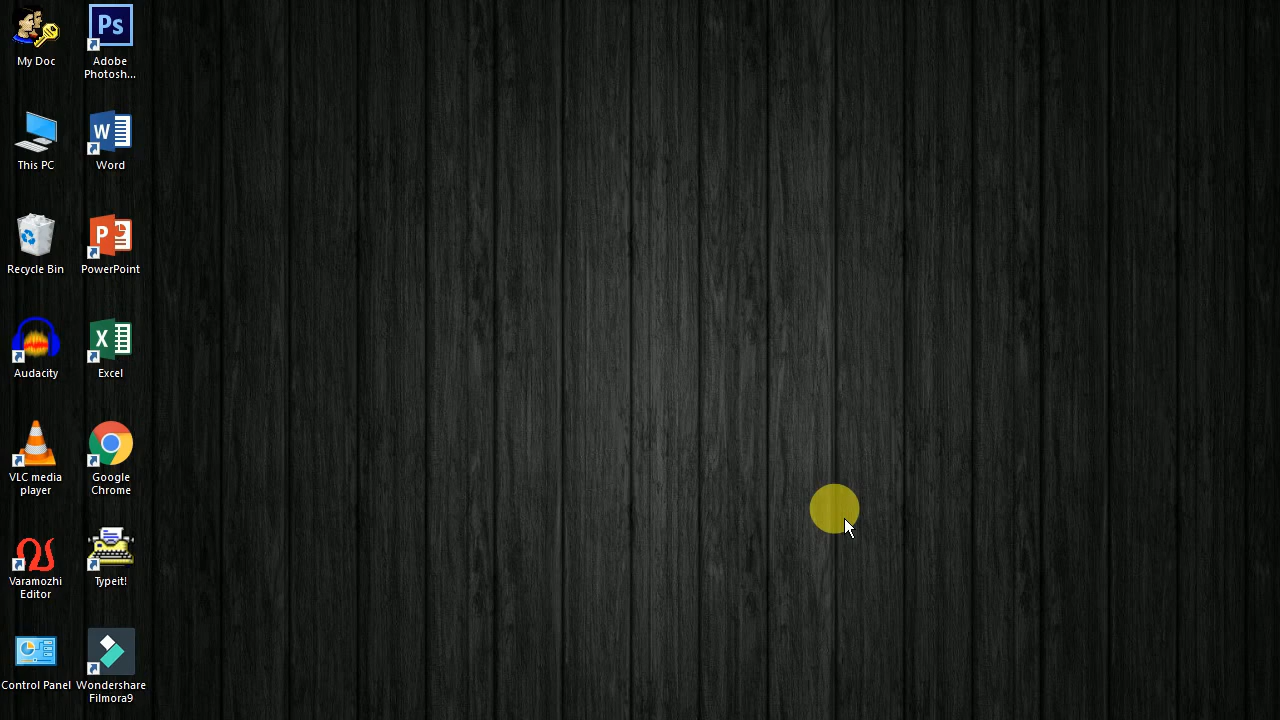 My Doc
Ps
Adobe
Photosh...
This PC
W
Word
Recycle Bin
P
PowerPoint
Audacity
X
Excel
VLC media
player
Google
Chrome
Varamozhi
Editor
Typeit!
Control Panel
Wondershare
Filmora9